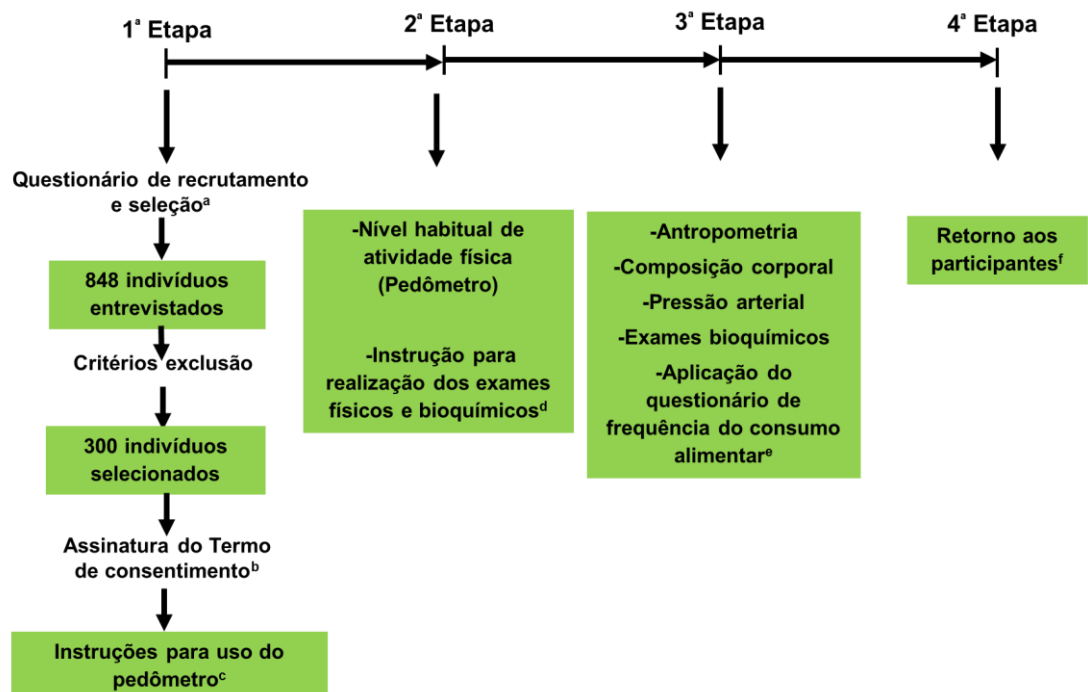 1ª Etapa
2ª Etapa
3ª Etapa
4ª Etapa
Questionário de recrutamento
e seleçãoᵃ
848 indivíduos
entrevistados
Critérios exclusão
300 indivíduos
selecionados
Assinatura do Termo
de consentimentoᵇ
Instruções para uso do
pedômetroᶜ
-Nível habitual de
atividade física
(Pedômetro)
-Instrução para
realização dos exames
físicos e bioquímicosᵈ
-Antropometria
-Composição corporal
-Pressão arterial
-Exames bioquímicos
-Aplicação do
questionário de
frequência do consumo
alimentarᵉ
Retorno aos
participantesᶠ